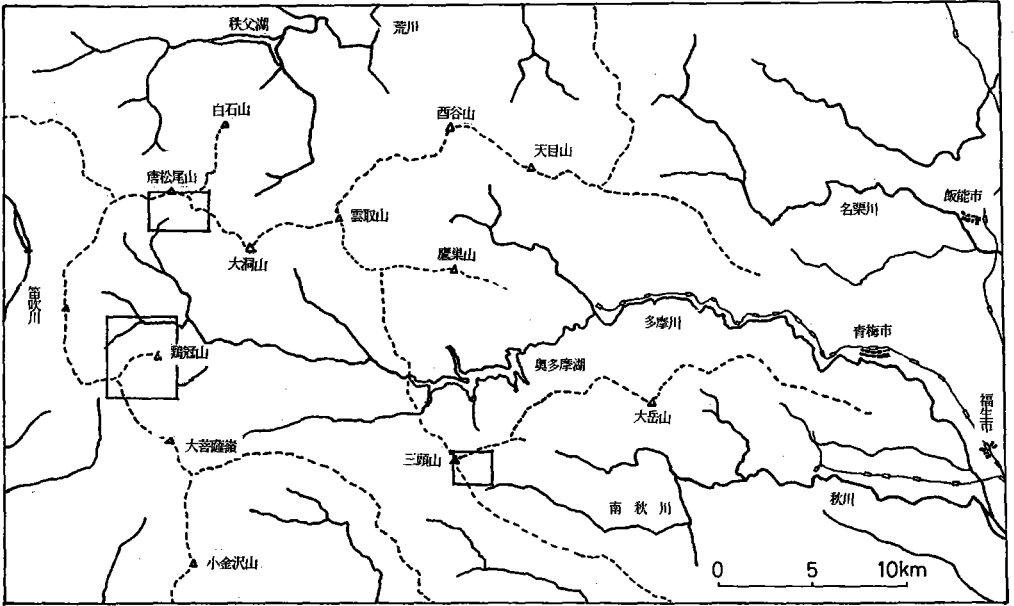 秩父湖
荒川
白石山
酉谷山
天目山
唐松尾山
雲取山
名栗川
飯能市
大洞山
鷹巣山
笛吹川
多摩川
青梅市
鶏冠山
奥多摩湖
大岳山
福生市
大菩薩嶺
三頭山
南秋川
秋川
小金沢山
0 5 10km